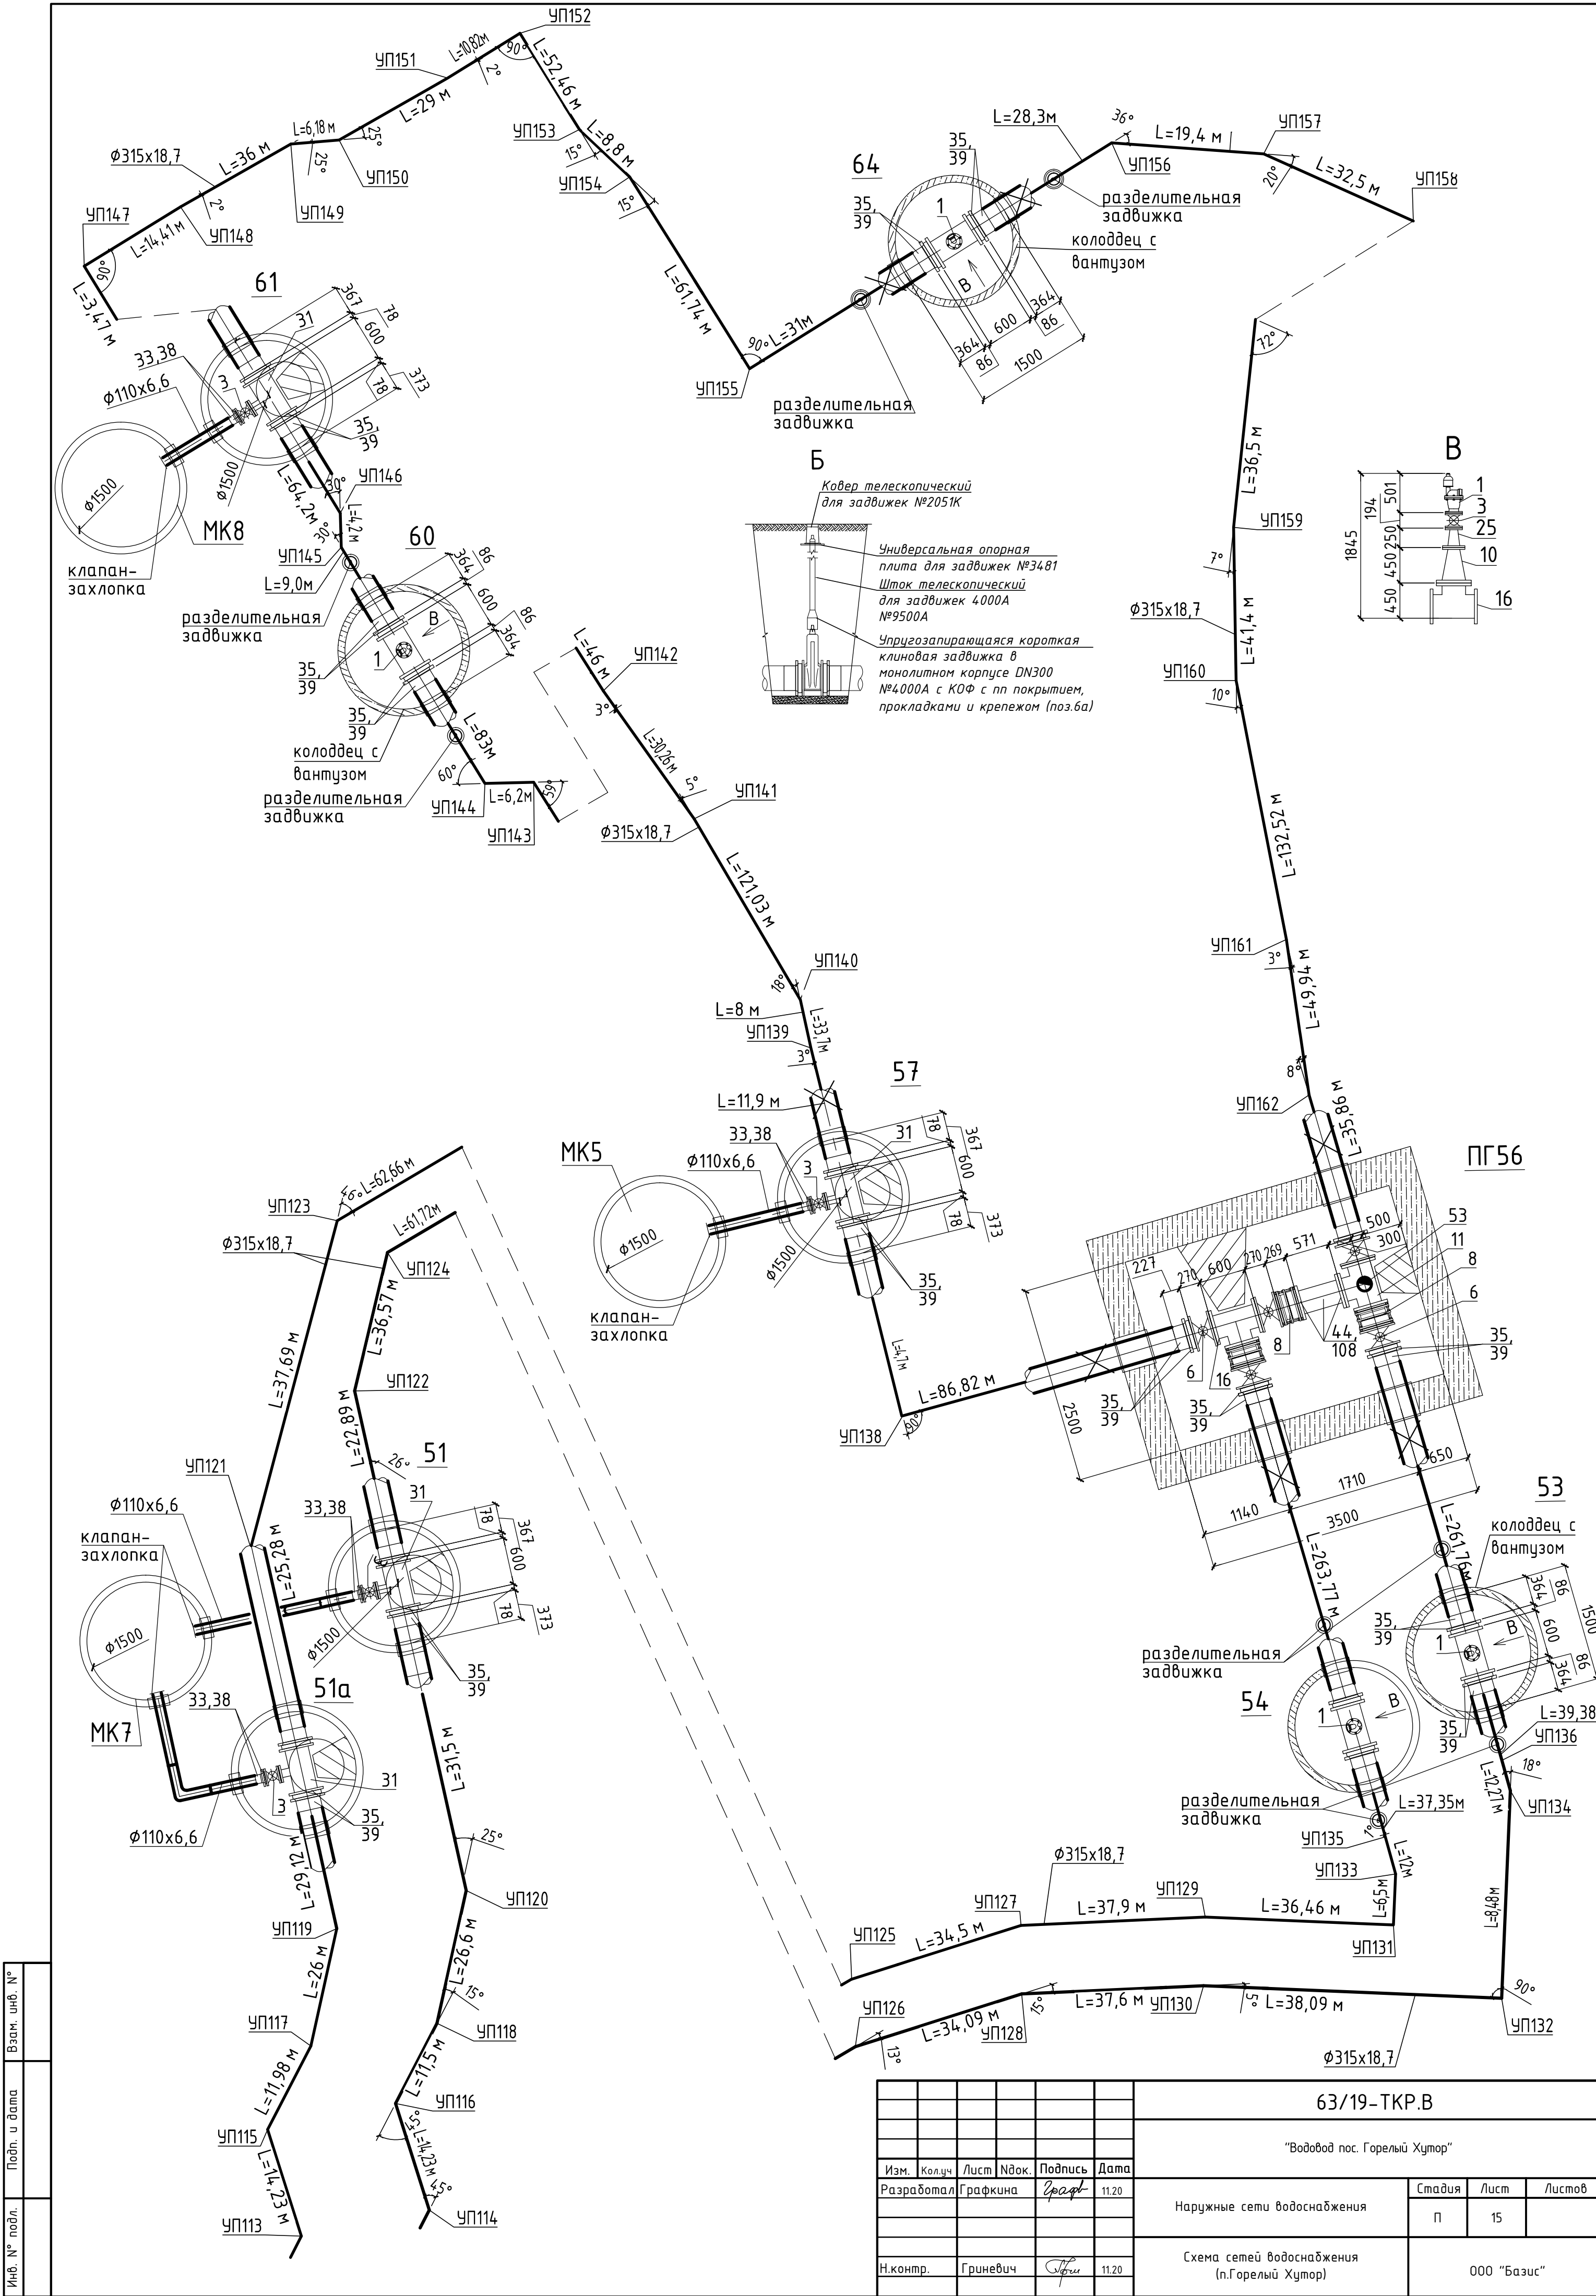 УП152
УП151
L=10,82м
90°
2°
L=52,46 м
L=29 м
УП153
L=8,8 м
15°
УП154
15°
L=6,18 м
25°
25°
L=36 м
Ф315х18,7
УП150
УП149
2°
УП148
L=14,41 м
УП147
90°
L=3,47 м
L=61,74 м
90°
L=31м
УП155
L=28,3м
36°
L=19,4 м
УП157
УП156
20°
L=32,5 м
УП158
64
35,
39
35,
39
1
В
разделительная
задвижка
колоддец с
вантузом
364
600
86
364
86
1500
разделительная
задвижка
61
31
367
78
600
78
373
33,38
3
Ф110х6,6
35,
39
Ф1500
Ф1500
МК8
клапан-
захлопка
L=64,2м
30°
УП146
L=4,2м
30°
УП145
L=9,0м
60
разделительная
задвижка
86
364
600
86
364
В
1
35,
39
35,
39
колоддец с
вантузом
разделительная
задвижка
L=83м
60°
УП144
L=6,2м
59°
УП143
Б
Ковер телескопический
для задвижек №2051К
Универсальная опорная
плита для задвижек №3481
Шток телескопический
для задвижек 4000А
№9500А
Упругозапирающаяся короткая
клиновая задвижка в
монолитном корпусе DN300
№4000А с КОФ с пп покрытием,
прокладками и крепежом (поз.6а)
В
1
3
25
10
16
501
194
250
450
450
1845
72°
L=36,5 м
УП159
7°
Ф315х18,7
L=41,4 м
УП160
10°
L=132,52 м
УП161
3°
L=49,94 м
8°
УП162
L=35,86 м
L=46 м
УП142
3°
L=30,26м
5°
УП141
Ф315х18,7
L=121,03 м
УП140
18°
L=8 м
L=33,7м
УП139
3°
57
L=11,9 м
33,38
31
78
367
600
78
373
3
Ф110х6,6
МК5
Ф1500
Ф1500
35,
39
клапан-
захлопка
L=4,7м
L=86,82 м
90°
УП138
ПГ56
500
53
300
11
8
6
571
269
270
600
270
227
44,
108
8
16
6
35,
39
35,
39
35,
39
2500
650
1710
1140
3500
L=261,76м
L=263,77 м
53
колоддец с
вантузом
364
86
1500
600
86
364
В
1
35,
39
35,
39
разделительная
задвижка
54
В
1
L=39,38
УП136
18°
L=12,27м
УП134
разделительная
задвижка
L=37,35м
1°
УП135
L=12м
УП133
L=6,5м
L=8,48м
УП131
90°
УП132
Ф315х18,7
УП129
L=37,9 м
L=36,46 м
УП127
L=34,5 м
УП125
УП126
L=34,09 м
13°
УП128
15°
L=37,6 м
УП130
5°
L=38,09 м
Ф315х18,7
L=62,66 м
УП123
Ф315х18,7
L=61,72м
УП124
L=36,57 м
L=37,69 м
УП122
L=22,89 м
26°
51
УП121
Ф110х6,6
клапан-
захлопка
L=25,28 м
33,38
31
78
367
600
78
373
Ф1500
Ф1500
35,
39
51а
МК7
33,38
31
3
35,
39
Ф110х6,6
L=29,12 м
L=31,5 м
25°
УП120
УП119
L=26 м
L=26,6 м
15°
УП118
УП117
L=11,98 м
L=11,5 м
УП116
45°
УП115
L=14,23 м
L=14,23м
45°
УП113
УП114
Взам. инв. N°
Подп. и дата
Инв. N° подл.
63/19-ТКР.В
"Водовод пос. Горелый Хутор"
Изм. Кол.уч Лист Nдок. Подпись Дата
Разработал Графкина 11.20
Наружные сети водоснабжения
Стадия Лист Листов
П 15
Н.контр. Гриневич 11.20
Схема сетей водоснабжения
(п.Горелый Хутор)
ООО "Базис"